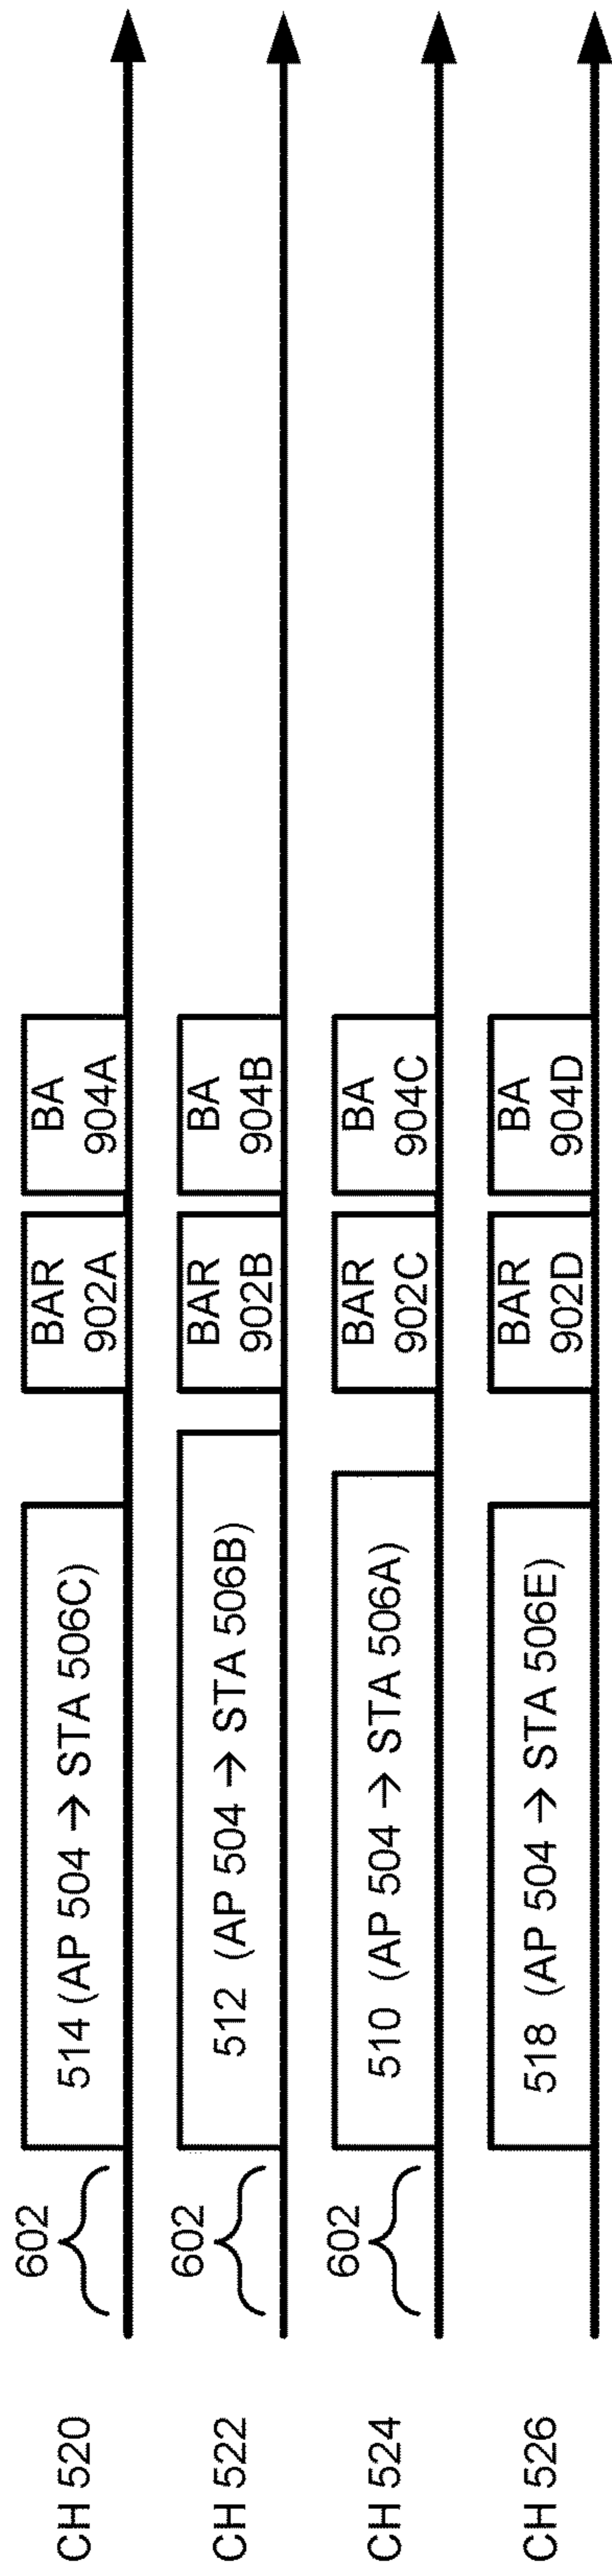 CH 520
602
514 (AP 504 → STA 506C)
BAR
902A
BA
904A
CH 522
602
512 (AP 504 → STA 506B)
BAR
902B
BA
904B
CH 524
602
510 (AP 504 → STA 506A)
BAR
902C
BA
904C
CH 526
518 (AP 504 → STA 506E)
BAR
902D
BA
904D